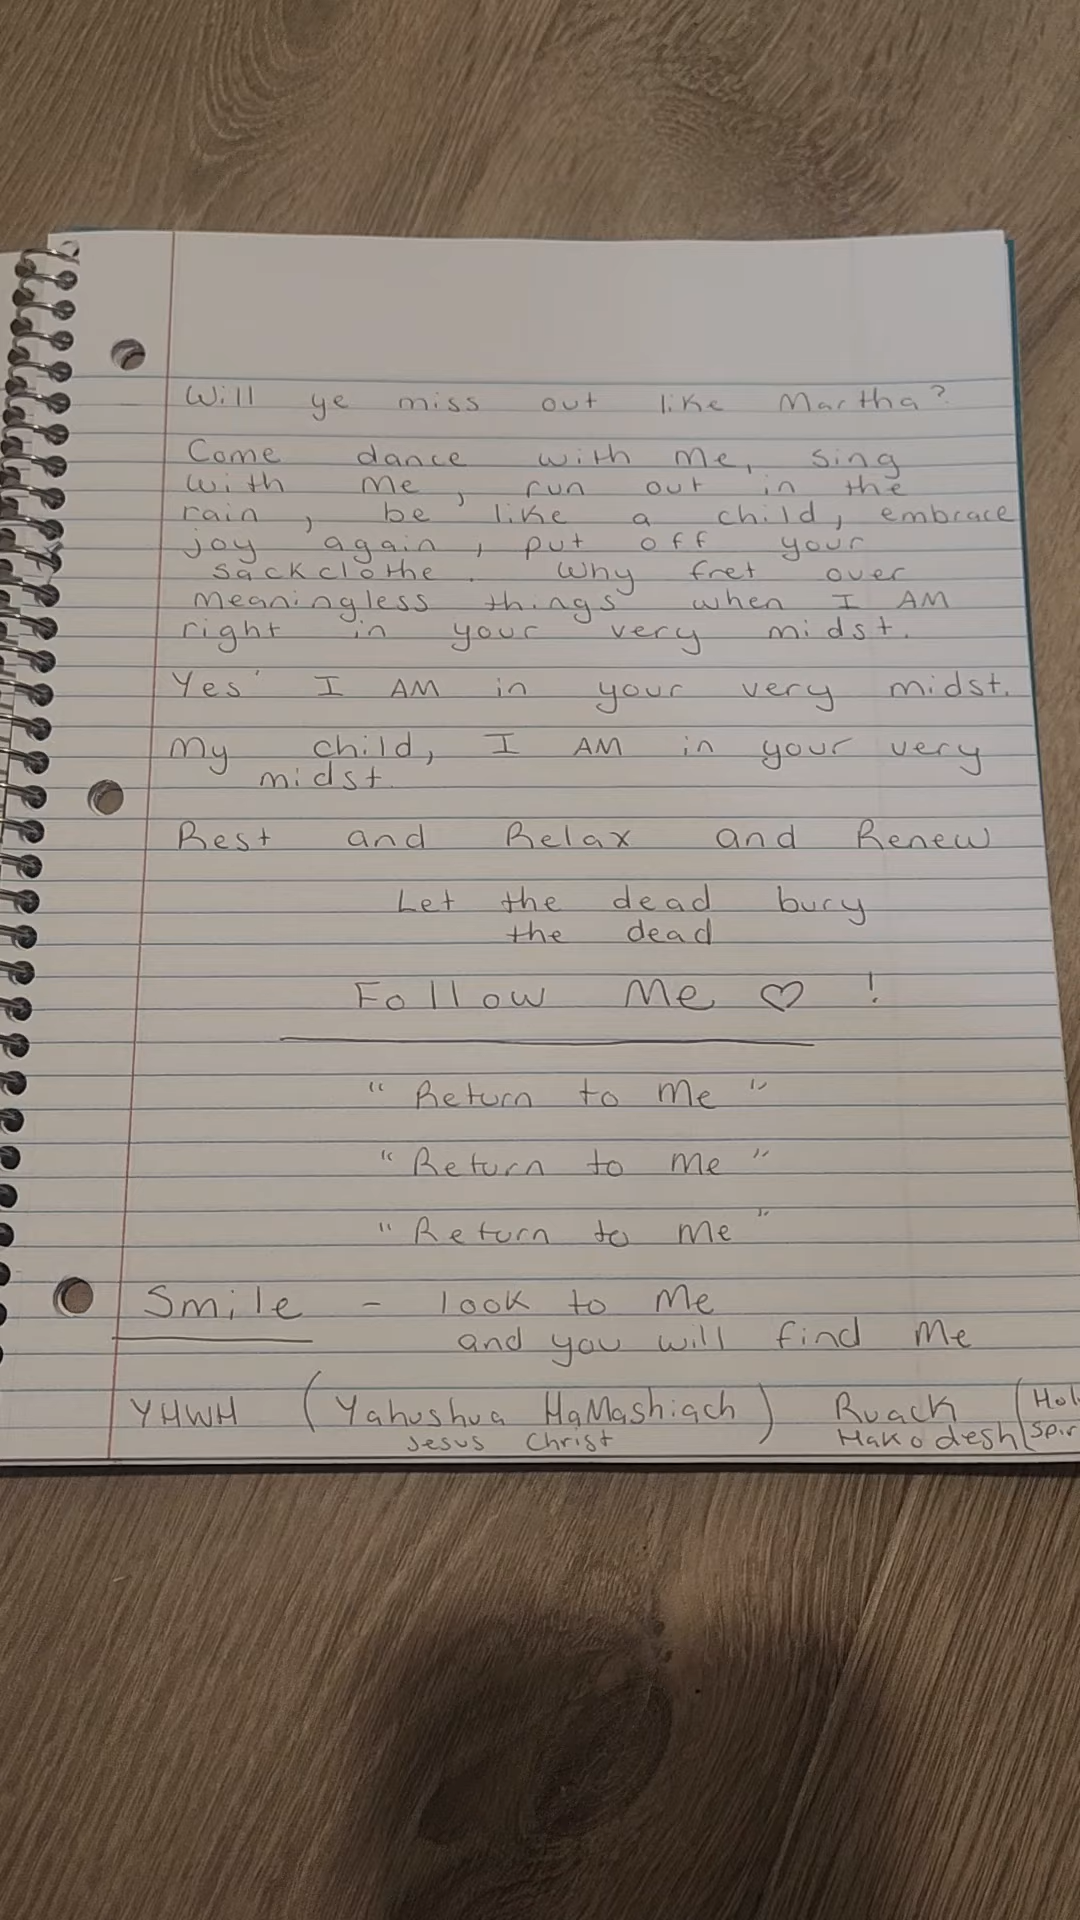 Will ye miss out like Martha?
Come dance with Me, sing
with Me, run out in the
rain, be like a child, embrace
joy again, put off your
sackclothe. Why fret over
meaningless things when I AM
right in your very midst.
Yes I AM in your very midst.
My child, I AM in your very
midst.
Rest and Relax and Renew
Let the dead bury
the dead
Follow Me ♡ !
"Return to Me"
"Return to Me"
"Return to Me"
Smile - look to Me
and you will find Me
YHWH (Yahushua HaMashiach) Ruach
Jesus Christ Hakodesh